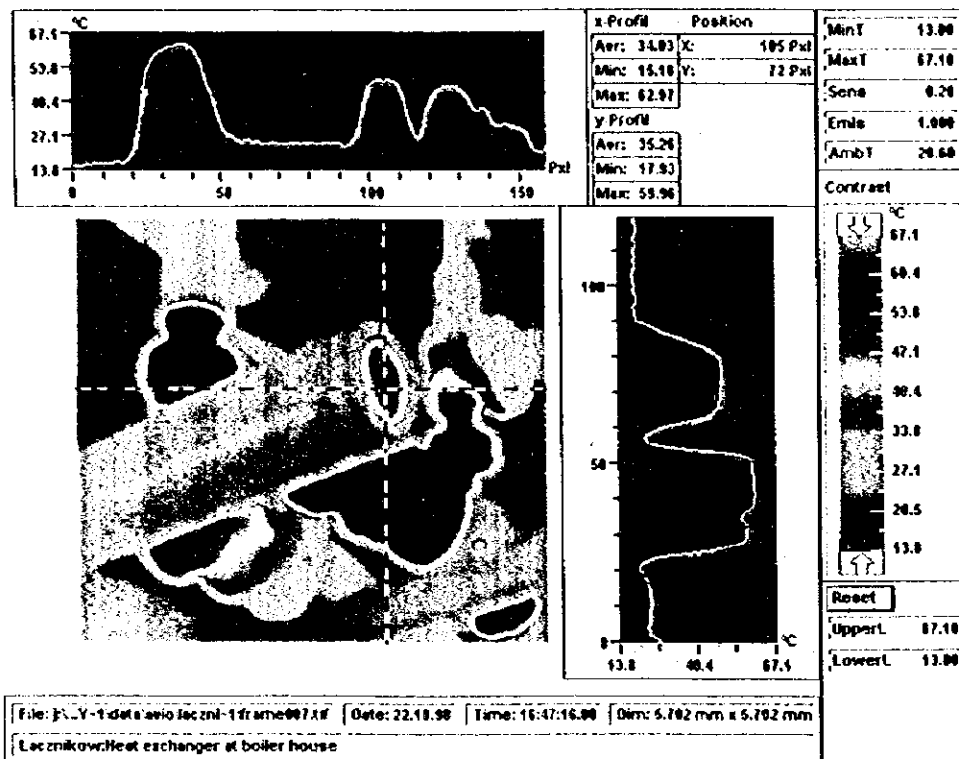 °C
67.1
53.8
40.4
27.1
13.8
0
50
100
150
Pxl
x-Profil Position
Aer: 34.03 X: 105 Pxl
Min: 15.10 Y: 72 Pxl
Max: 62.97
y-Profil
Aer: 35.26
Min: 17.93
Max: 59.96
MinT 13.80
MaxT 67.10
Sens 0.20
Emis 1.000
AmbT 20.60
Contrast
°C
67.1
60.4
53.8
47.1
40.4
33.8
27.1
20.5
13.8
Reset
UpperL 67.10
LowerL 13.80
100
50
0
13.8 40.4 67.1
°C
File: Date: 22.10.98 Time: 16:47:16.00 Dim: 5.702 mm x 5.702 mm
Lacznikow:Heat exchanger at boiler house